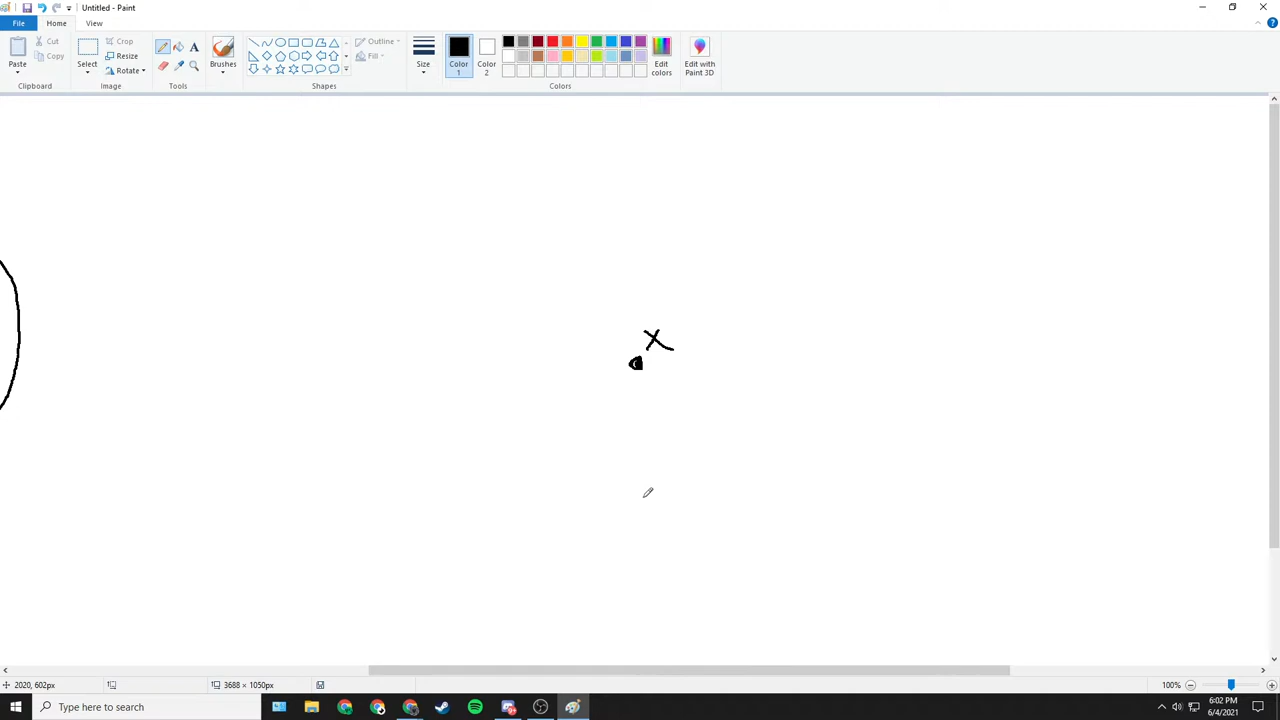 Untitled - Paint
File Home View
Paste
Cut
Copy
Clipboard
Select
Crop
Resize
Rotate
Image
A
Tools
Brushes
Outline
Fill
Shapes
Size
Color 1
Color 2
Edit colors
Edit with Paint 3D
Colors
X
2020, 602px
3688 × 1050px
100%
Type here to search
6:02 PM
6/4/2021